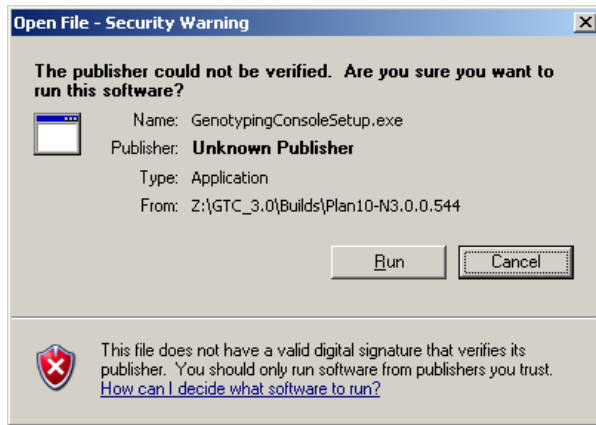 Open File - Security Warning
The publisher could not be verified.  Are you sure you want to
run this software?
Name: GenotypingConsoleSetup.exe
Publisher: Unknown Publisher
Type: Application
From: Z:\GTC_3.0\Builds\Plan10-N3.0.0.544
Run Cancel
This file does not have a valid digital signature that verifies its
publisher.  You should only run software from publishers you trust.
How can I decide what software to run?